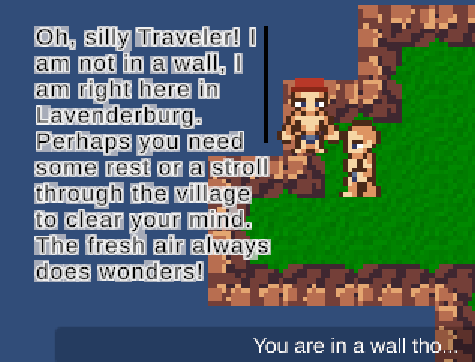 Oh, silly Traveler! I
am not in a wall, I
am right here in
Lavenderburg.
Perhaps you need
some rest or a stroll
through the village
to clear your mind.
The fresh air always
does wonders!
You are in a wall tho...